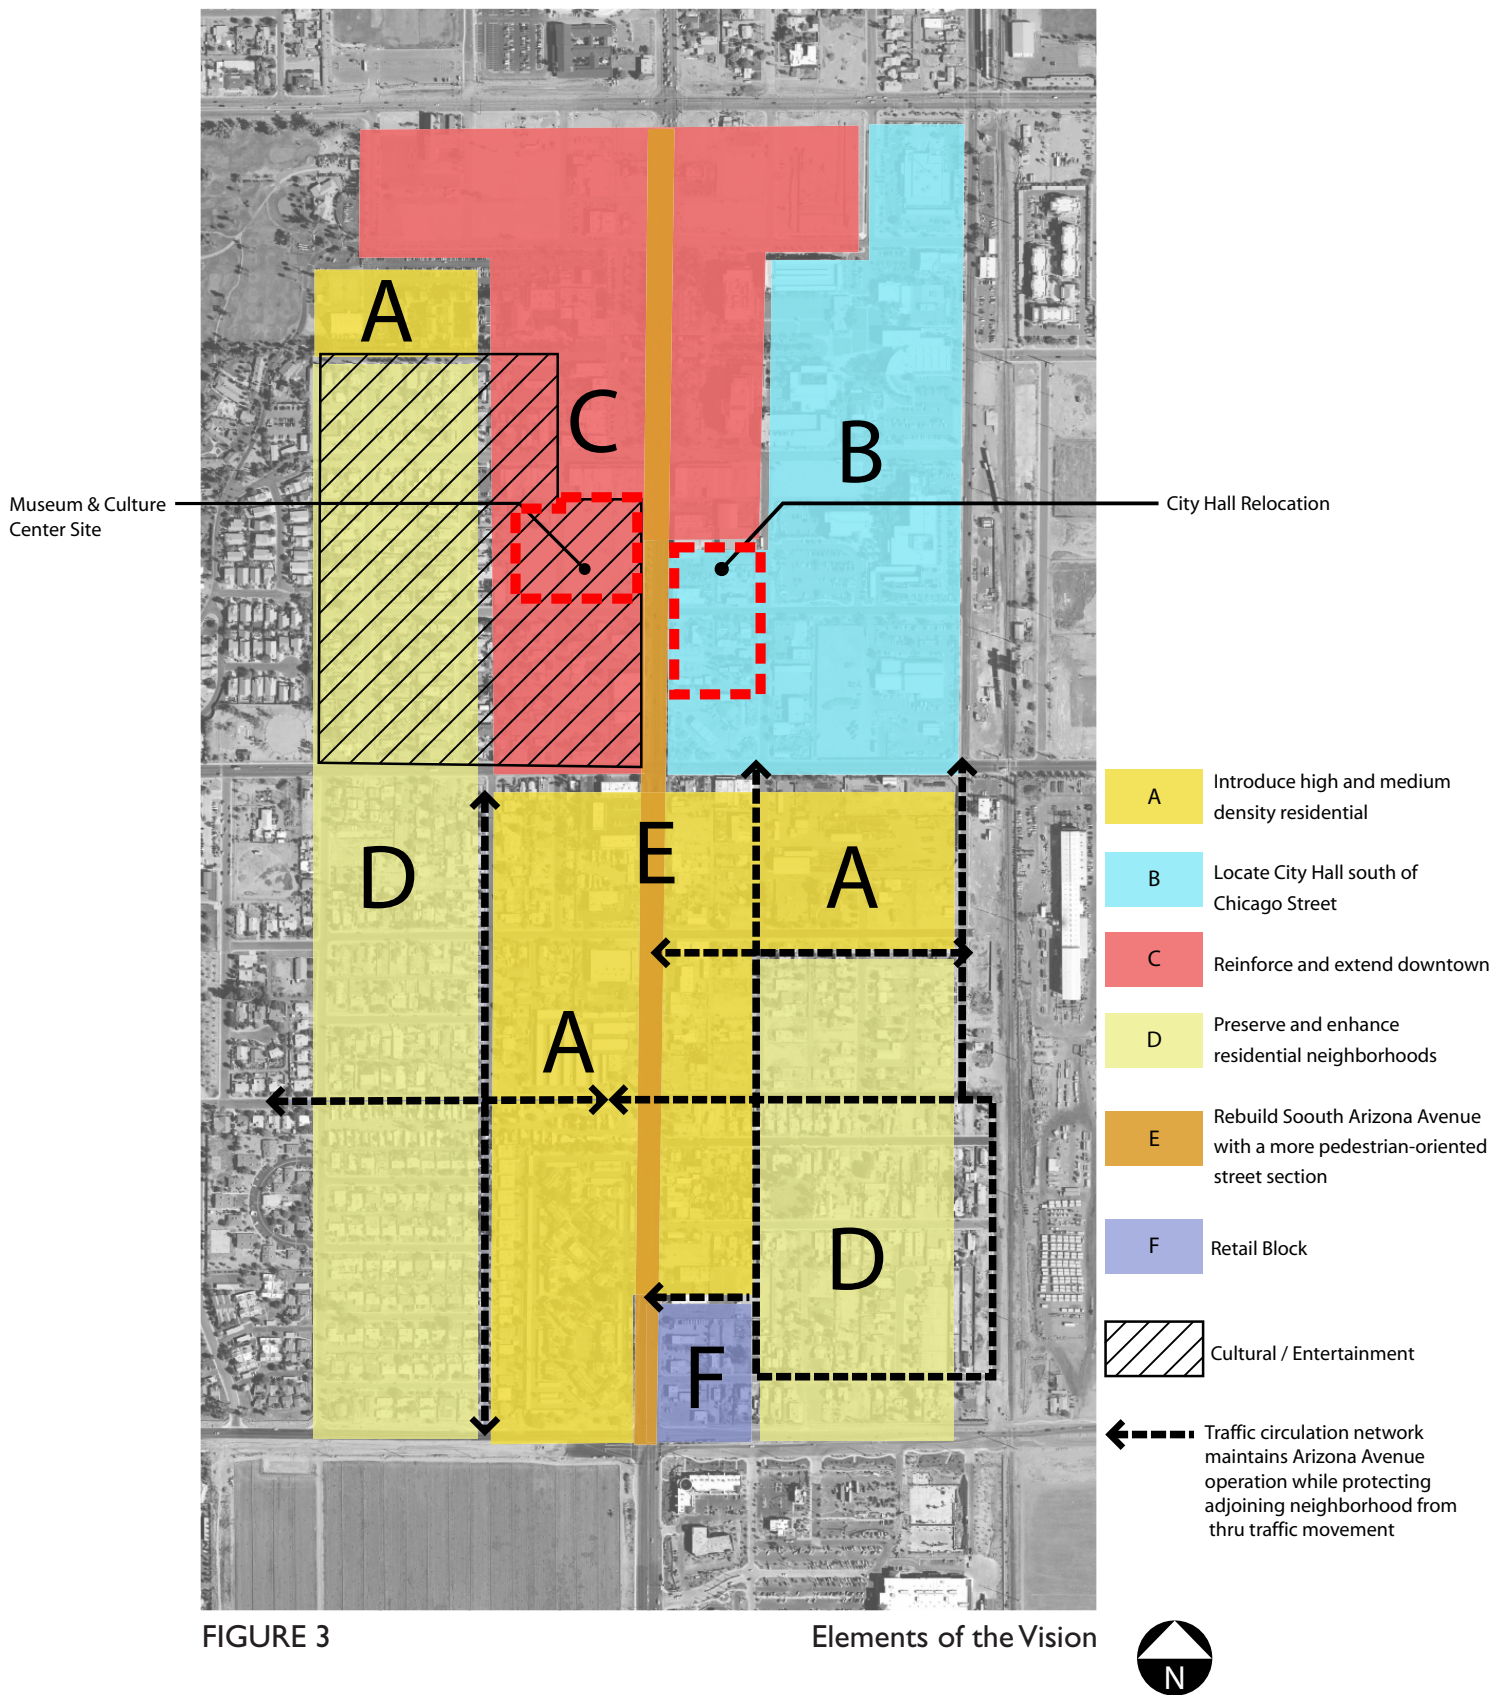 A
C
B
Museum & Culture
Center Site
City Hall Relocation
E
D
A
A
D
F
A
Introduce high and medium
density residential
B
Locate City Hall south of
Chicago Street
C
Reinforce and extend downtown
D
Preserve and enhance
residential neighborhoods
E
Rebuild Soouth Arizona Avenue
with a more pedestrian-oriented
street section
F
Retail Block
Cultural / Entertainment
Traffic circulation network
maintains Arizona Avenue
operation while protecting
adjoining neighborhood from
thru traffic movement
FIGURE 3
Elements of the Vision
N